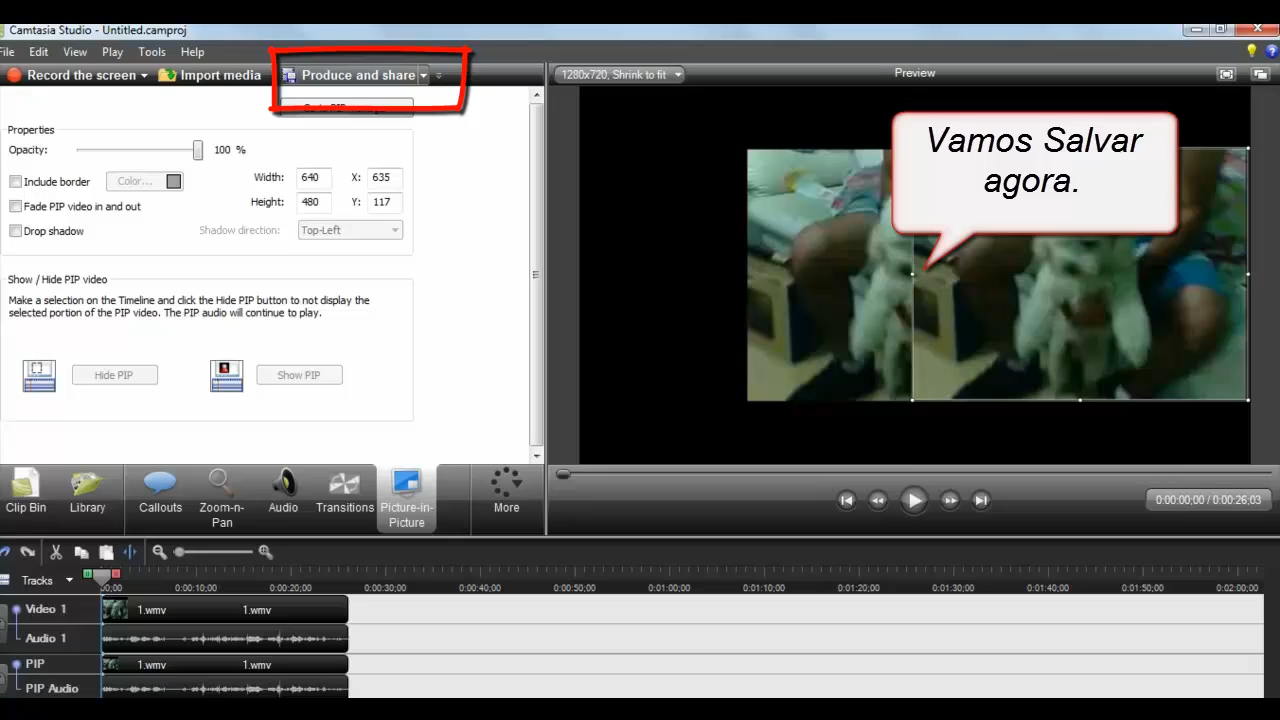 Camtasia Studio - Untitled.camproj
File Edit View Play Tools Help
Record the screen Import media Produce and share
1280x720, Shrink to fit Preview
Properties
Opacity: 100 %
Include border Color... Width: 640 X: 635
Fade PIP video in and out Height: 480 Y: 117
Drop shadow Shadow direction: Top-Left
Show / Hide PIP video
Make a selection on the Timeline and click the Hide PIP button to not display the
selected portion of the PIP video. The PIP audio will continue to play.
Hide PIP Show PIP
Vamos Salvar
agora.
Clip Bin Library Callouts Zoom-n-
Pan Audio Transitions Picture-in-
Picture More
0:00:00;00 / 0:00:26;03
Tracks
00;00 0:00:10;00 0:00:20;00 0:00:30;00 0:00:40;00 0:00:50;00 0:01:00;00 0:01:10;00 0:01:20;00 0:01:30;00 0:01:40;00 0:01:50;00 0:02:00;00
Video 1 1.wmv 1.wmv
Audio 1
PIP 1.wmv 1.wmv
PIP Audio